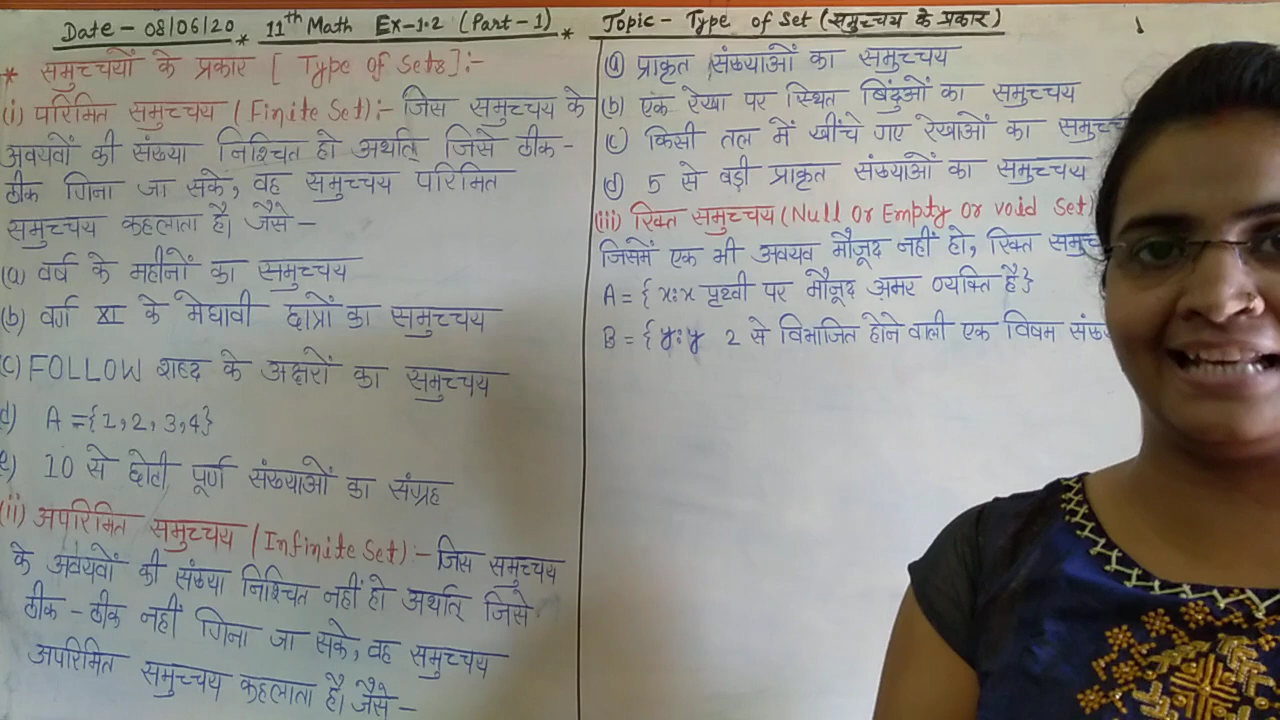 Date - 08/06/20 * 11th Math Ex-1.2 (Part-1) * Topic - Type of Set (समुच्चय के प्रकार)
1
* समुच्चयों के प्रकार [Type of Sets]:-
(i) परिमित समुच्चय (Finite Set):- जिस समुच्चय के
अवयवों की संख्या निश्चित हो अर्थात् जिसे ठीक -
ठीक गिना जा सके, वह समुच्चय परिमित
समुच्चय कहलाता है। जैसे -
(a) वर्ष के महीनों का समुच्चय
(b) वर्ग XI के मेधावी छात्रों का समुच्चय
(c) FOLLOW शब्द के अक्षरों का समुच्चय
d) A = {1, 2, 3, 4}
e) 10 से छोटी पूर्ण संख्याओं का संग्रह
(ii) अपरिमित समुच्चय (Infinite Set):- जिस समुच्चय
के अवयवों की संख्या निश्चित नहीं हो अर्थात् जिसे
ठीक - ठीक नहीं गिना जा सके, वह समुच्चय
अपरिमित समुच्चय कहलाता है। जैसे -
(a) प्राकृत संख्याओं का समुच्चय
(b) एक रेखा पर स्थित बिंदुओं का समुच्चय
(c) किसी तल में खींचे गए रेखाओं का समुच्च
(d) 5 से बड़ी प्राकृत संख्याओं का समुच्चय
(iii) रिक्त समुच्चय (Null Or Empty Or void Set)
जिसमें एक भी अवयव मौजूद नहीं हो, रिक्त समुच्
A = {x:x पृथ्वी पर मौजूद अमर व्यक्ति है}
B = {y:y 2 से विभाजित होने वाली एक विषम संख्